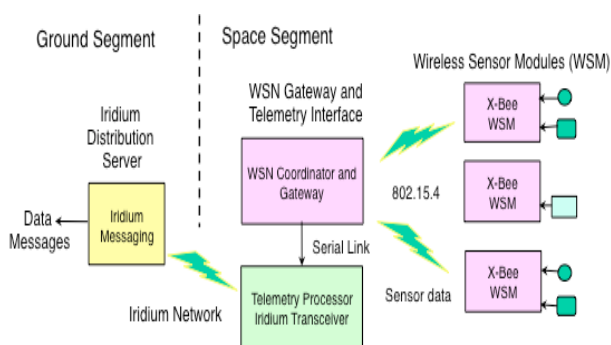 Ground Segment
Space Segment
Wireless Sensor Modules (WSM)
WSN Gateway and
Telemetry Interface
Iridium
Distribution
Server
X-Bee
WSM
WSN Coordinator and
Gateway
802.15.4
X-Bee
WSM
Data
Messages
Iridium
Messaging
Serial Link
X-Bee
WSM
Sensor data
Iridium Network
Telemetry Processor
Iridium Transceiver